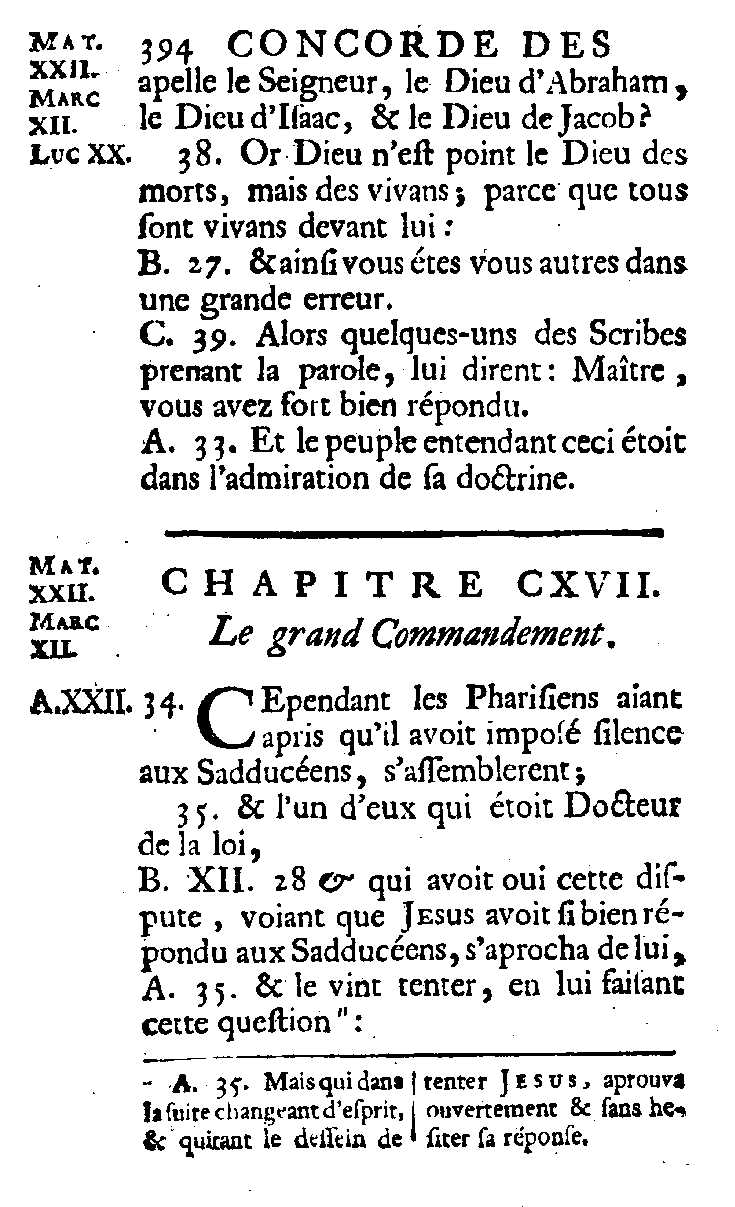 MAT. XXII. MARC XII. LUC XX.
394 CONCORDE DES
apelle le Seigneur, le Dieu d'Abraham,
le Dieu d'Iſaac, & le Dieu de Jacob?
38. Or Dieu n'eſt point le Dieu des
morts, mais des vivans; parce que tous
ſont vivans devant lui:
B. 27. & ainſi vous étes vous autres dans
une grande erreur.
C. 39. Alors quelques-uns des Scribes
prenant la parole, lui dirent: Maître,
vous avez fort bien répondu.
A. 33. Et le peuple entendant ceci étoit
dans l'admiration de ſa doctrine.
MAT. XXII. MARC XII.
CHAPITRE CXVII.
Le grand Commandement.
A.XXII. 34. CEpendant les Phariſiens aiant
apris qu'il avoit impoſé ſilence
aux Sadducéens, s'aſſemblerent;
35. & l'un d'eux qui étoit Docteur
de la loi,
B. XII. 28 & qui avoit oui cette diſ-
pute, voiant que JESUS avoit ſi bien ré-
pondu aux Sadducéens, s'aprocha de lui,
A. 35. & le vint tenter, en lui faiſant
cette queſtion":
" A. 35. Mais qui dans
la ſuite changeant d'eſprit,
& quitant le deſſein de
tenter JESUS, aprouva
ouvertement & ſans he-
ſiter ſa réponſe.